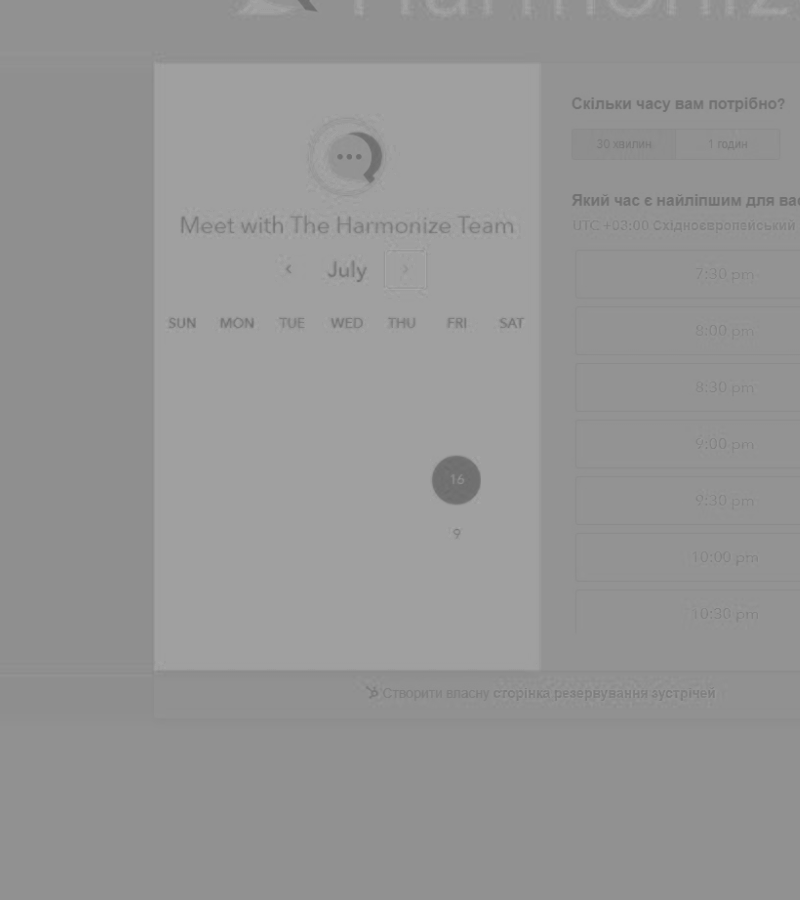 Harmonize
Meet with The Harmonize Team
July
SUN MON TUE WED THU FRI SAT
16
9
Скільки часу вам потрібно?
30 хвилин 1 годин
Який час є найліпшим для вас
UTC +03:00 Східноєвропейський
7:30 pm
8:00 pm
8:30 pm
9:00 pm
9:30 pm
10:00 pm
10:30 pm
Створити власну сторінка резервування зустрічей